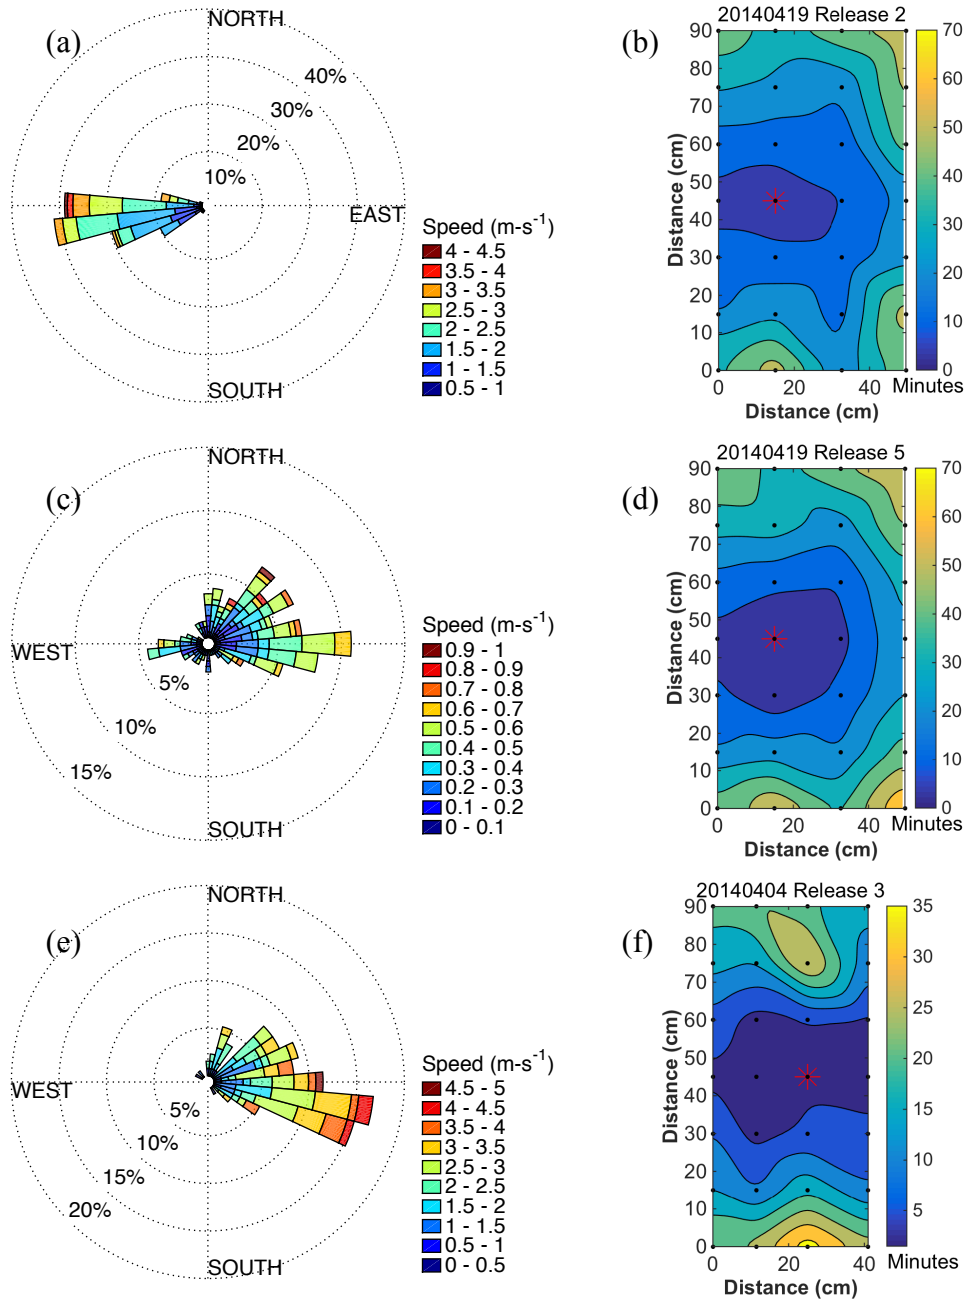 (a)
NORTH
40%
30%
20%
10%
EAST
SOUTH
Speed (m-s⁻¹)
4 - 4.5
3.5 - 4
3 - 3.5
2.5 - 3
2 - 2.5
1.5 - 2
1 - 1.5
0.5 - 1
(b)
20140419 Release 2
Distance (cm)
90
80
70
60
50
40
30
20
10
0
0
20
40
Distance (cm)
70
60
50
40
30
20
10
0
Minutes
(c)
NORTH
WEST
5%
10%
15%
SOUTH
Speed (m-s⁻¹)
0.9 - 1
0.8 - 0.9
0.7 - 0.8
0.6 - 0.7
0.5 - 0.6
0.4 - 0.5
0.3 - 0.4
0.2 - 0.3
0.1 - 0.2
0 - 0.1
(d)
20140419 Release 5
Distance (cm)
90
80
70
60
50
40
30
20
10
0
0
20
40
Distance (cm)
70
60
50
40
30
20
10
0
Minutes
(e)
NORTH
WEST
5%
10%
15%
20%
SOUTH
Speed (m-s⁻¹)
4.5 - 5
4 - 4.5
3.5 - 4
3 - 3.5
2.5 - 3
2 - 2.5
1.5 - 2
1 - 1.5
0.5 - 1
0 - 0.5
(f)
20140404 Release 3
Distance (cm)
90
80
70
60
50
40
30
20
10
0
0
20
40
Distance (cm)
35
30
25
20
15
10
5
Minutes